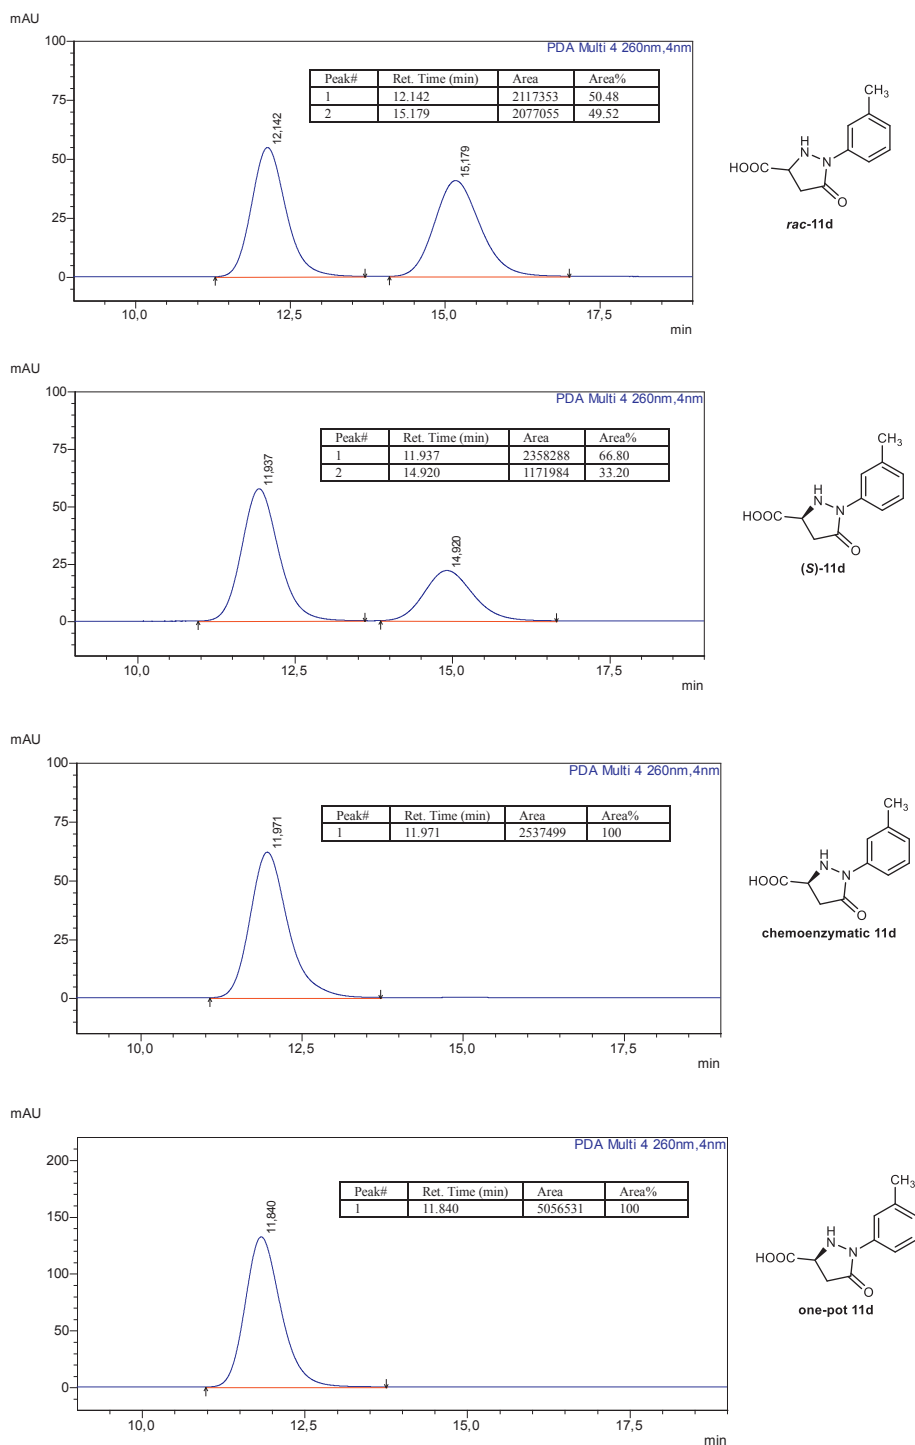 mAU
PDA Multi 4 260nm,4nm
100
75
50
25
0
Peak# Ret. Time (min) Area Area%
1 12.142 2117353 50.48
2 15.179 2077055 49.52
12,142
15,179
10,0 12,5 15,0 17,5
min
CH3
H
N
N
HOOC
O
rac-11d
mAU
PDA Multi 4 260nm,4nm
100
75
50
25
0
Peak# Ret. Time (min) Area Area%
1 11.937 2358288 66.80
2 14.920 1171984 33.20
11,937
14,920
10,0 12,5 15,0 17,5
min
CH3
H
N
N
HOOC
O
(S)-11d
mAU
PDA Multi 4 260nm,4nm
100
75
50
25
0
Peak# Ret. Time (min) Area Area%
1 11.971 2537499 100
11,971
10,0 12,5 15,0 17,5
min
CH3
H
N
N
HOOC
O
chemoenzymatic 11d
mAU
PDA Multi 4 260nm,4nm
200
150
100
50
0
Peak# Ret. Time (min) Area Area%
1 11.840 5056531 100
11,840
10,0 12,5 15,0 17,5
min
CH3
H
N
N
HOOC
O
one-pot 11d